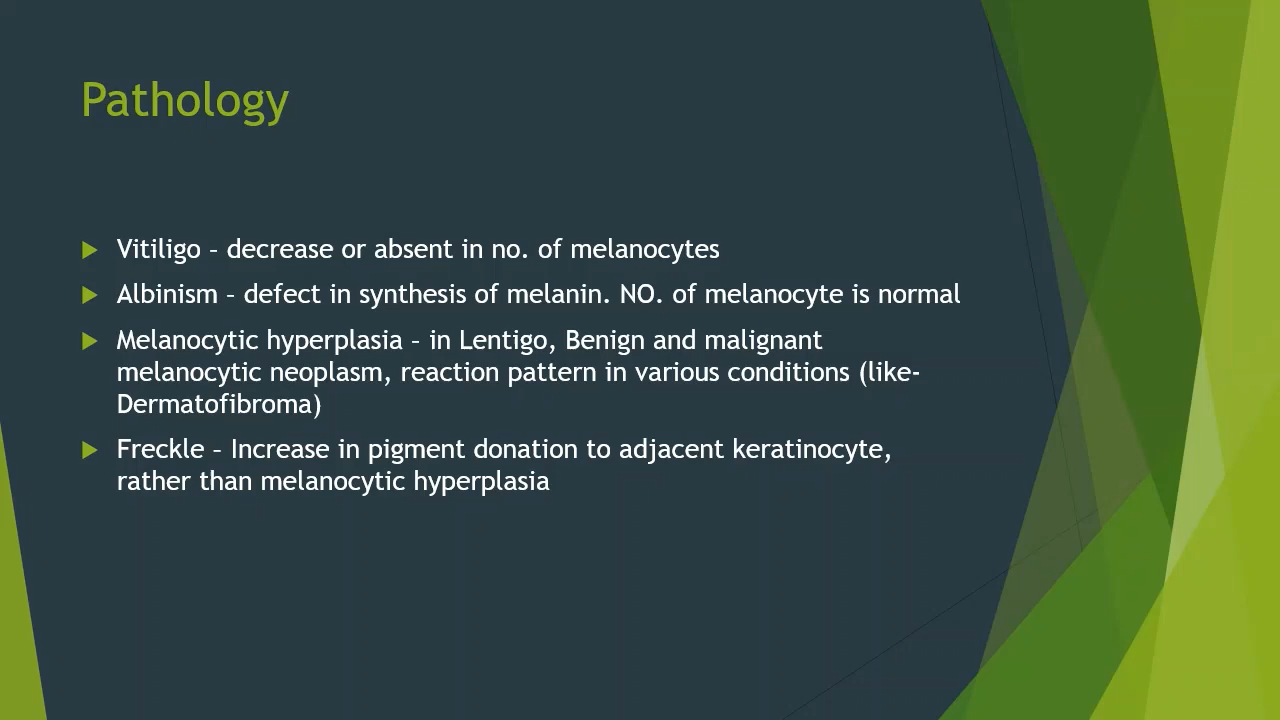 Pathology
Vitiligo – decrease or absent in no. of melanocytes
Albinism – defect in synthesis of melanin. NO. of melanocyte is normal
Melanocytic hyperplasia – in Lentigo, Benign and malignant
melanocytic neoplasm, reaction pattern in various conditions (like-
Dermatofibroma)
Freckle – Increase in pigment donation to adjacent keratinocyte,
rather than melanocytic hyperplasia